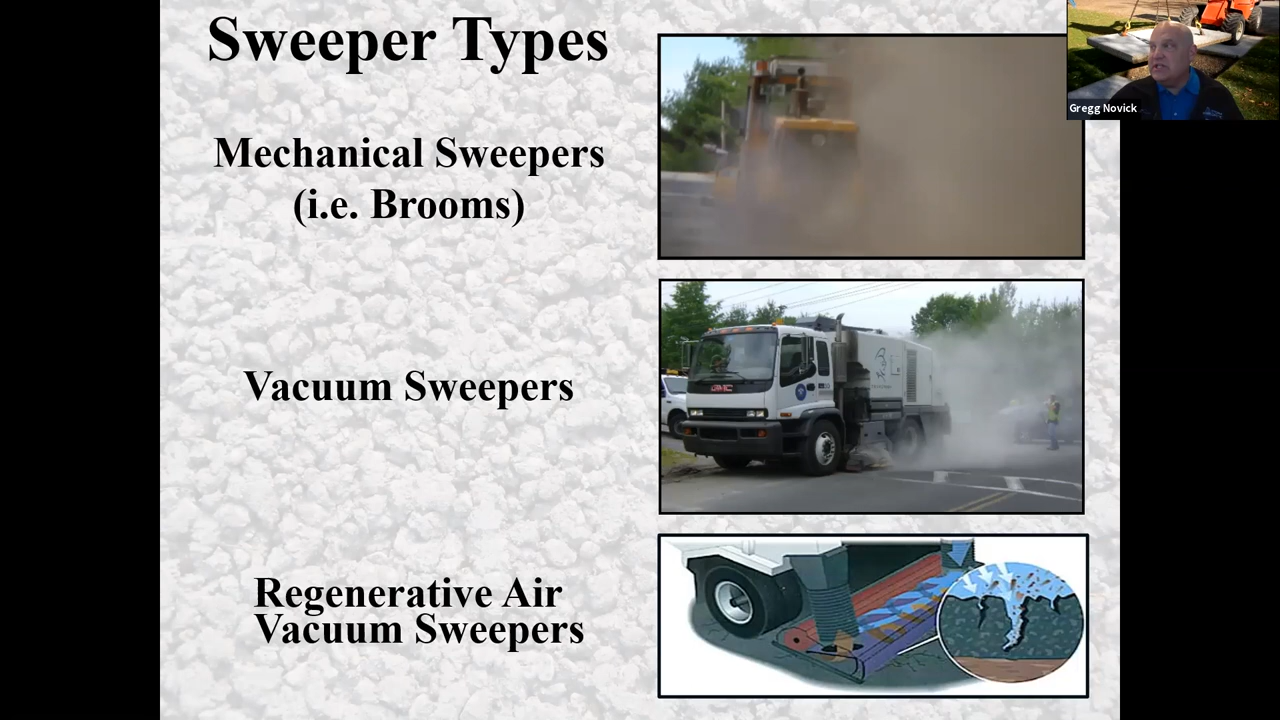 Sweeper Types
Gregg Novick
Mechanical Sweepers
(i.e. Brooms)
Vacuum Sweepers
GMC
Regenerative Air
Vacuum Sweepers